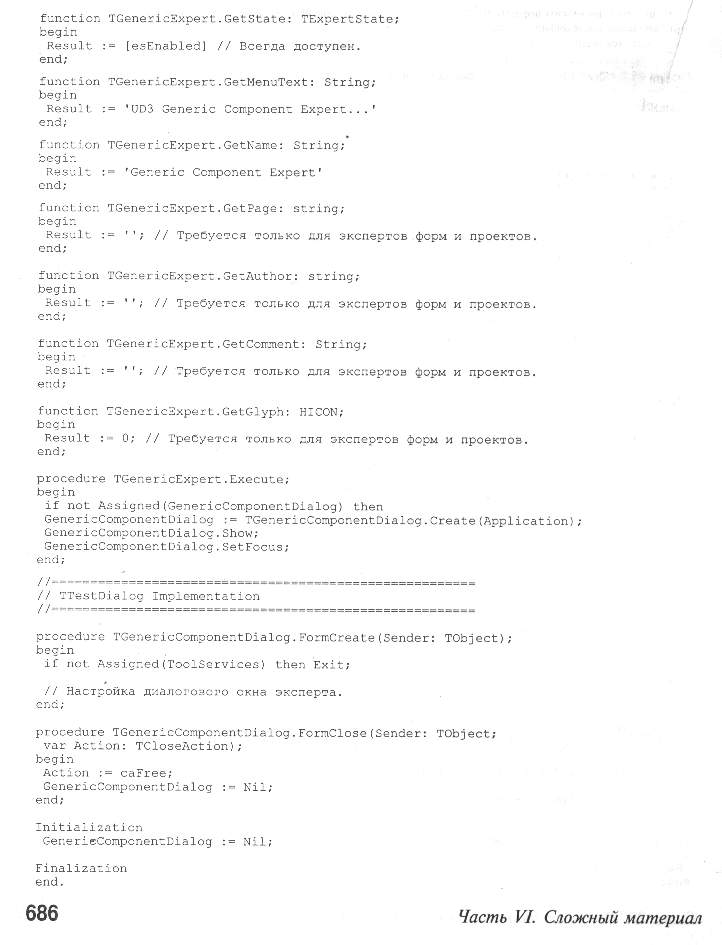 function TGenericExpert.GetState: TExpertState;
begin
Result := [esEnabled] // Всегда доступен.
end;
function TGenericExpert.GetMenuText: String;
begin
Result := 'UD3 Generic Component Expert...'
end;
function TGenericExpert.GetName: String;
begin
Result := 'Generic Component Expert'
end;
function TGenericExpert.GetPage: string;
begin
Result := ''; // Требуется только для экспертов форм и проектов.
end;
function TGenericExpert.GetAuthor: string;
begin
Result := ''; // Требуется только для экспертов форм и проектов.
end;
function TGenericExpert.GetComment: String;
begin
Result := ''; // Требуется только для экспертов форм и проектов.
end;
function TGenericExpert.GetGlyph: HICON;
begin
Result := 0; // Требуется только для экспертов форм и проектов.
end;
procedure TGenericExpert.Execute;
begin
if not Assigned(GenericComponentDialog) then
GenericComponentDialog := TGenericComponentDialog.Create(Application);
GenericComponentDialog.Show;
GenericComponentDialog.SetFocus;
end;
//=======================================================
// TTestDialog Implementation
//=======================================================
procedure TGenericComponentDialog.FormCreate(Sender: TObject);
begin
if not Assigned(ToolServices) then Exit;
// Настройка диалогового окна эксперта.
end;
procedure TGenericComponentDialog.FormClose(Sender: TObject;
var Action: TCloseAction);
begin
Action := caFree;
GenericComponentDialog := Nil;
end;
Initialization
GenericComponentDialog := Nil;
Finalization
end.
686 Часть VI. Сложный материал